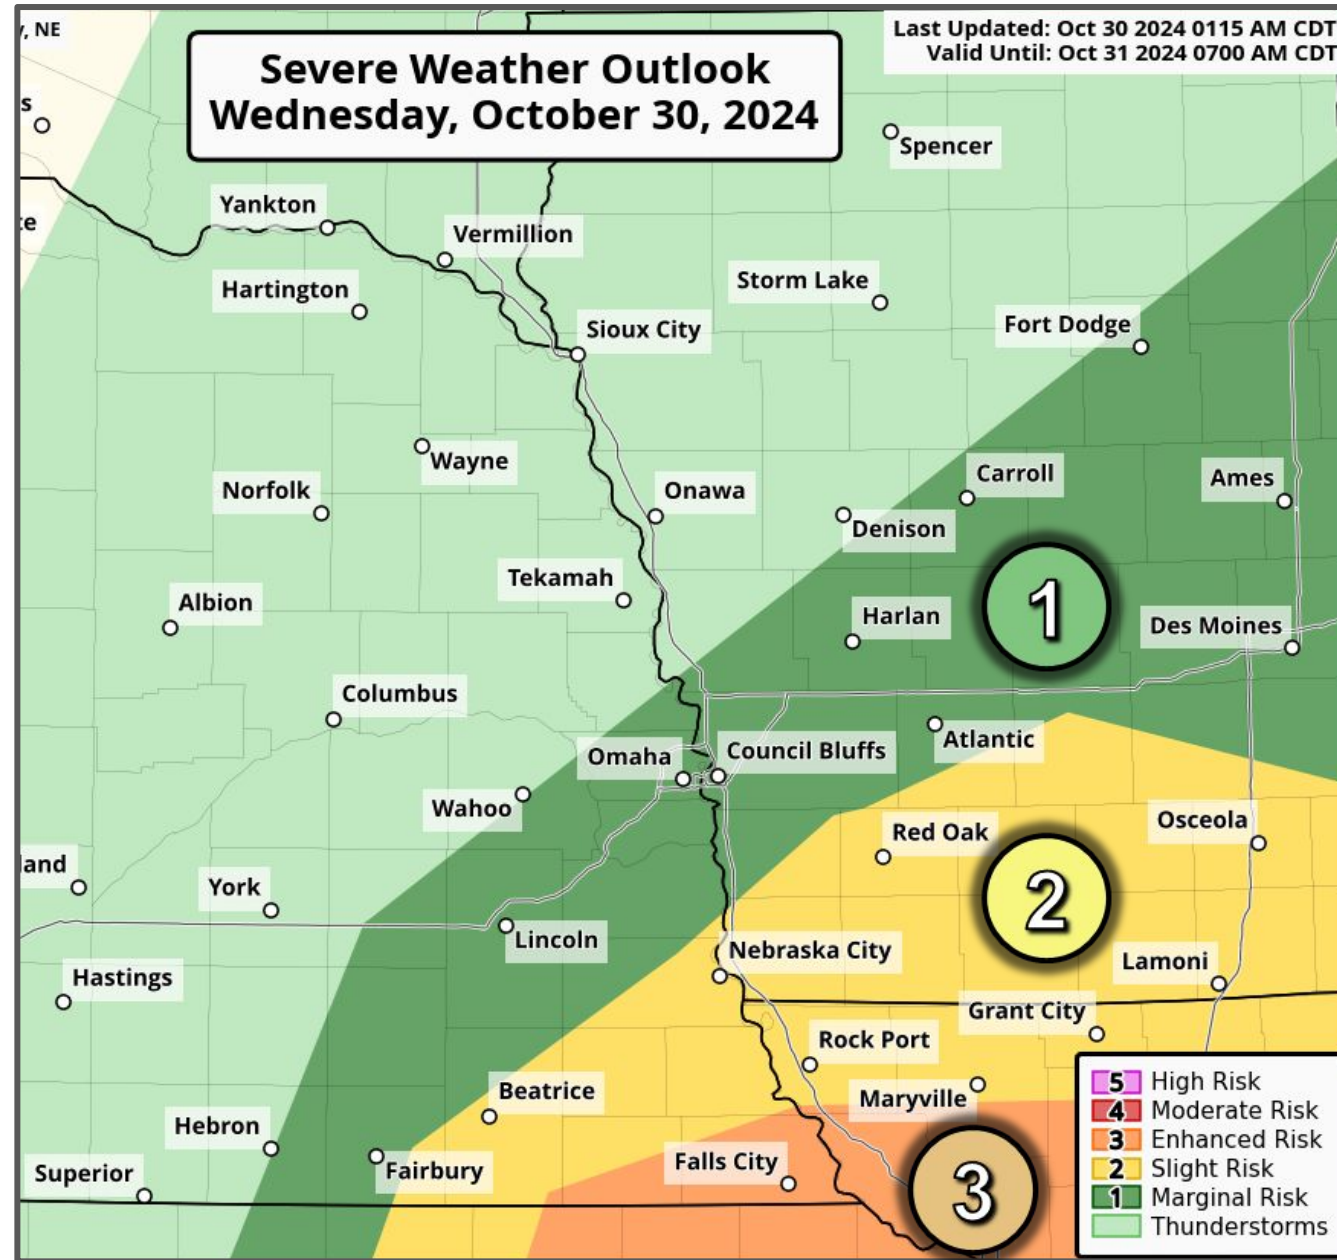 , NE
Last Updated: Oct 30 2024 0115 AM CDT
Valid Until: Oct 31 2024 0700 AM CDT
Severe Weather Outlook
Wednesday, October 30, 2024
s
Spencer
Yankton
te
Vermillion
Hartington
Storm Lake
Sioux City
Fort Dodge
Wayne
Carroll
Norfolk
Onawa
Ames
Denison
Tekamah
Albion
1
Harlan
Des Moines
Columbus
Omaha
Council Bluffs
Atlantic
Wahoo
Osceola
Red Oak
land
York
2
Lincoln
Nebraska City
Lamoni
Hastings
Grant City
Rock Port
Beatrice
Maryville
Hebron
Falls City
Fairbury
Superior
3
5 High Risk
4 Moderate Risk
3 Enhanced Risk
2 Slight Risk
1 Marginal Risk
Thunderstorms